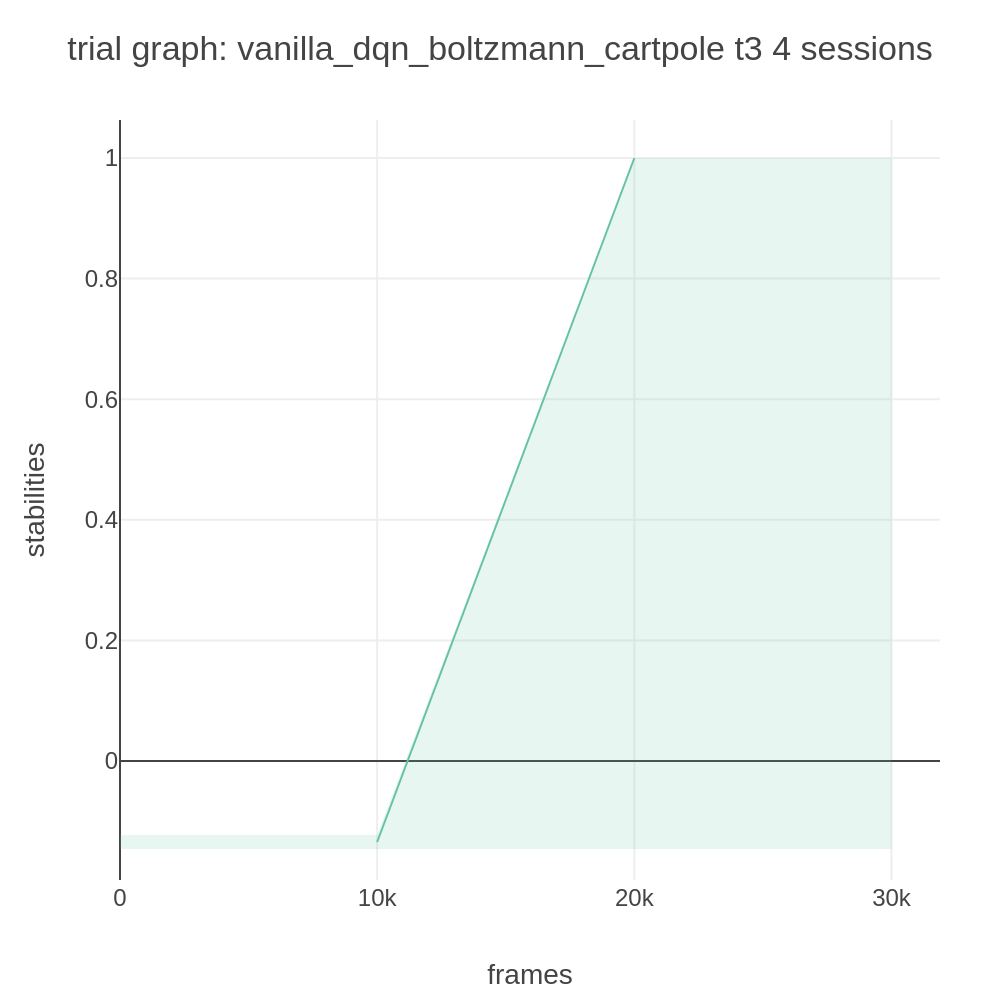 trial graph: vanilla_dqn_boltzmann_cartpole t3 4 sessions
1
0.8
0.6
0.4
0.2
0
stabilities
0
10k
20k
30k
frames